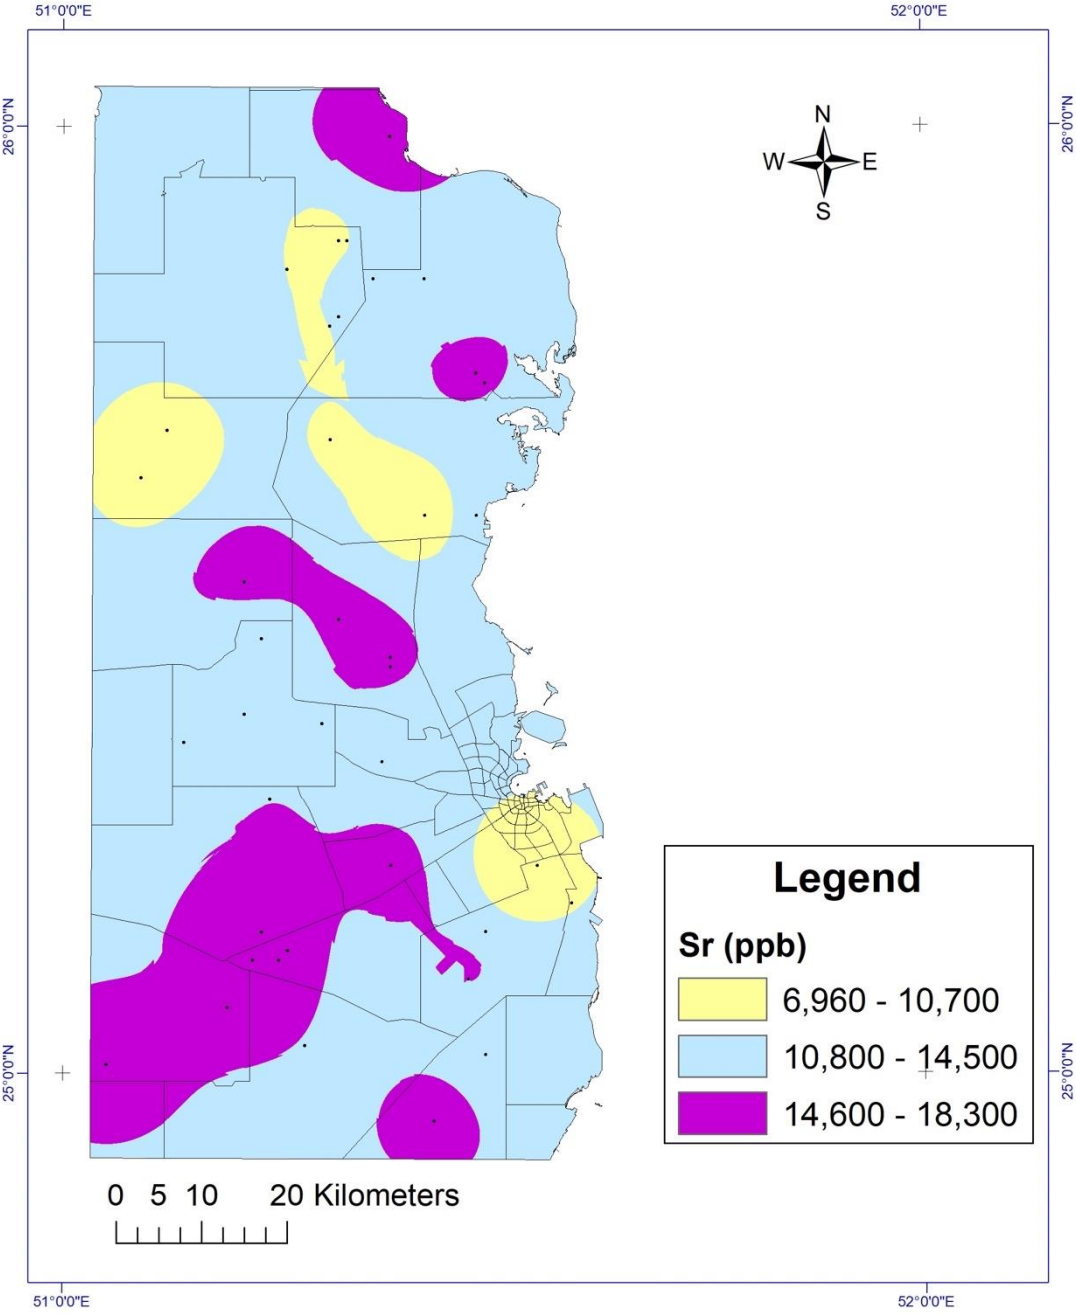 51°0'0"E 52°0'0"E
26°0'0"N 26°0'0"N
N
W E
S
Legend
Sr (ppb)
6,960 - 10,700
10,800 - 14,500
14,600 - 18,300
25°0'0"N 25°0'0"N
0 5 10 20 Kilometers
51°0'0"E 52°0'0"E